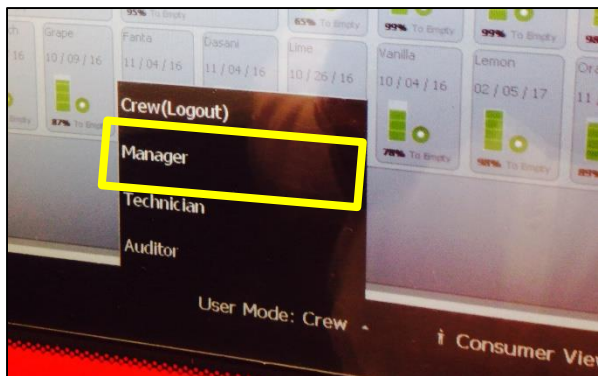 95% To Empty
65% To Empty
99% To Empty
99% To Empty
Grape
10 / 09 / 16
87% To Empty
Fanta
11 / 04 / 16
Dasani
11 / 04 / 16
Lime
10 / 26 / 16
Vanilla
10 / 04 / 16
78% To Empty
Lemon
02 / 05 / 17
98% To Empty
Crew(Logout)
Manager
Technician
Auditor
User Mode: Crew
Consumer